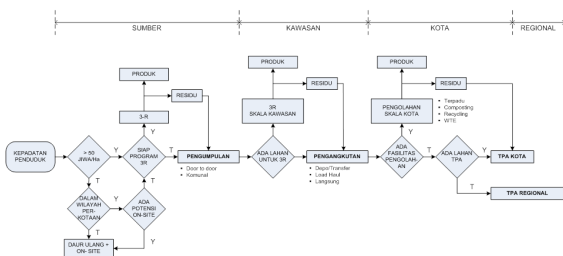 SUMBER
KAWASAN
KOTA
REGIONAL
PRODUK
RESIDU
3-R
KEPADATAN
PENDUDUK
> 50
JIWA/Ha
Y
SIAP
PROGRAM
3R
Y
T
T
T
DALAM
WILAYAH
PER-
KOTAAN
Y
ADA
POTENSI
ON-SITE
T
Y
DAUR ULANG +
ON- SITE
PENGUMPULAN
• Door to door
• Komunal
PRODUK
RESIDU
3R
SKALA KAWASAN
Y
ADA LAHAN
UNTUK 3R
T
PENGANGKUTAN
• Depo/Transfer
• Load Haul
• Langsung
PRODUK
RESIDU
PENGOLAHAN
SKALA KOTA
• Terpadu
• Composting
• Recycling
• WTE
Y
ADA
FASILITAS
PENGOLAH-
AN
T
ADA LAHAN
TPA
Y
T
TPA KOTA
TPA REGIONAL